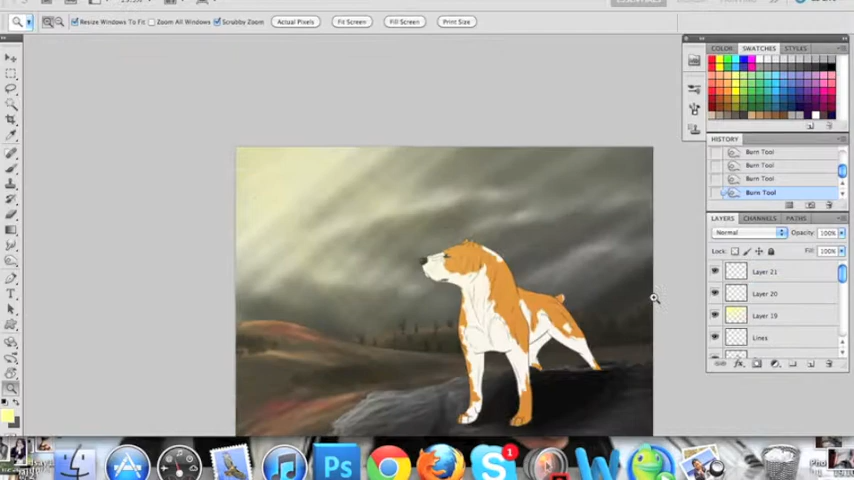 Resize Windows To Fit Zoom All Windows Scrubby Zoom Actual Pixels Fit Screen Fill Screen Print Size
COLOR SWATCHES STYLES
HISTORY
Burn Tool
Burn Tool
Burn Tool
Burn Tool
LAYERS CHANNELS PATHS
Normal Opacity: 100%
Lock: Fill: 100%
Layer 21
Layer 20
Layer 19
Lines
Ps
1